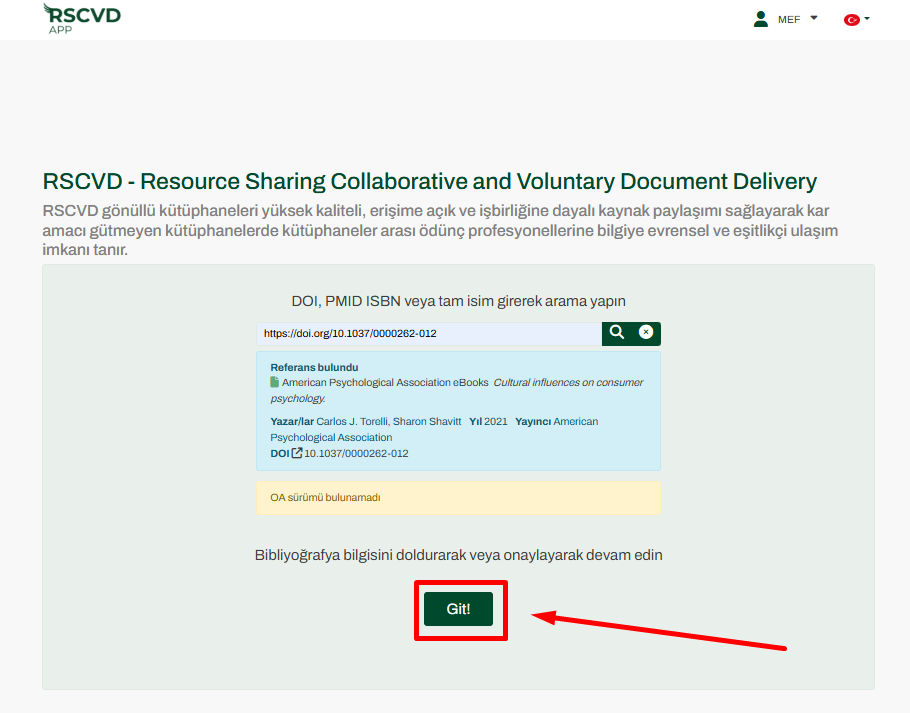 RSCVD
APP
MEF
RSCVD - Resource Sharing Collaborative and Voluntary Document Delivery
RSCVD gönüllü kütüphaneleri yüksek kaliteli, erişime açık ve işbirliğine dayalı kaynak paylaşımı sağlayarak kar
amacı gütmeyen kütüphanelerde kütüphaneler arası ödünç profesyonellerine bilgiye evrensel ve eşitlikçi ulaşım
imkanı tanır.
DOI, PMID ISBN veya tam isim girerek arama yapın
https://doi.org/10.1037/0000262-012
Referans bulundu
American Psychological Association eBooks Cultural influences on consumer
psychology.
Yazar/lar Carlos J. Torelli, Sharon Shavitt Yıl 2021 Yayıncı American
Psychological Association
DOI 10.1037/0000262-012
OA sürümü bulunamadı
Bibliyoğrafya bilgisini doldurarak veya onaylayarak devam edin
Git!